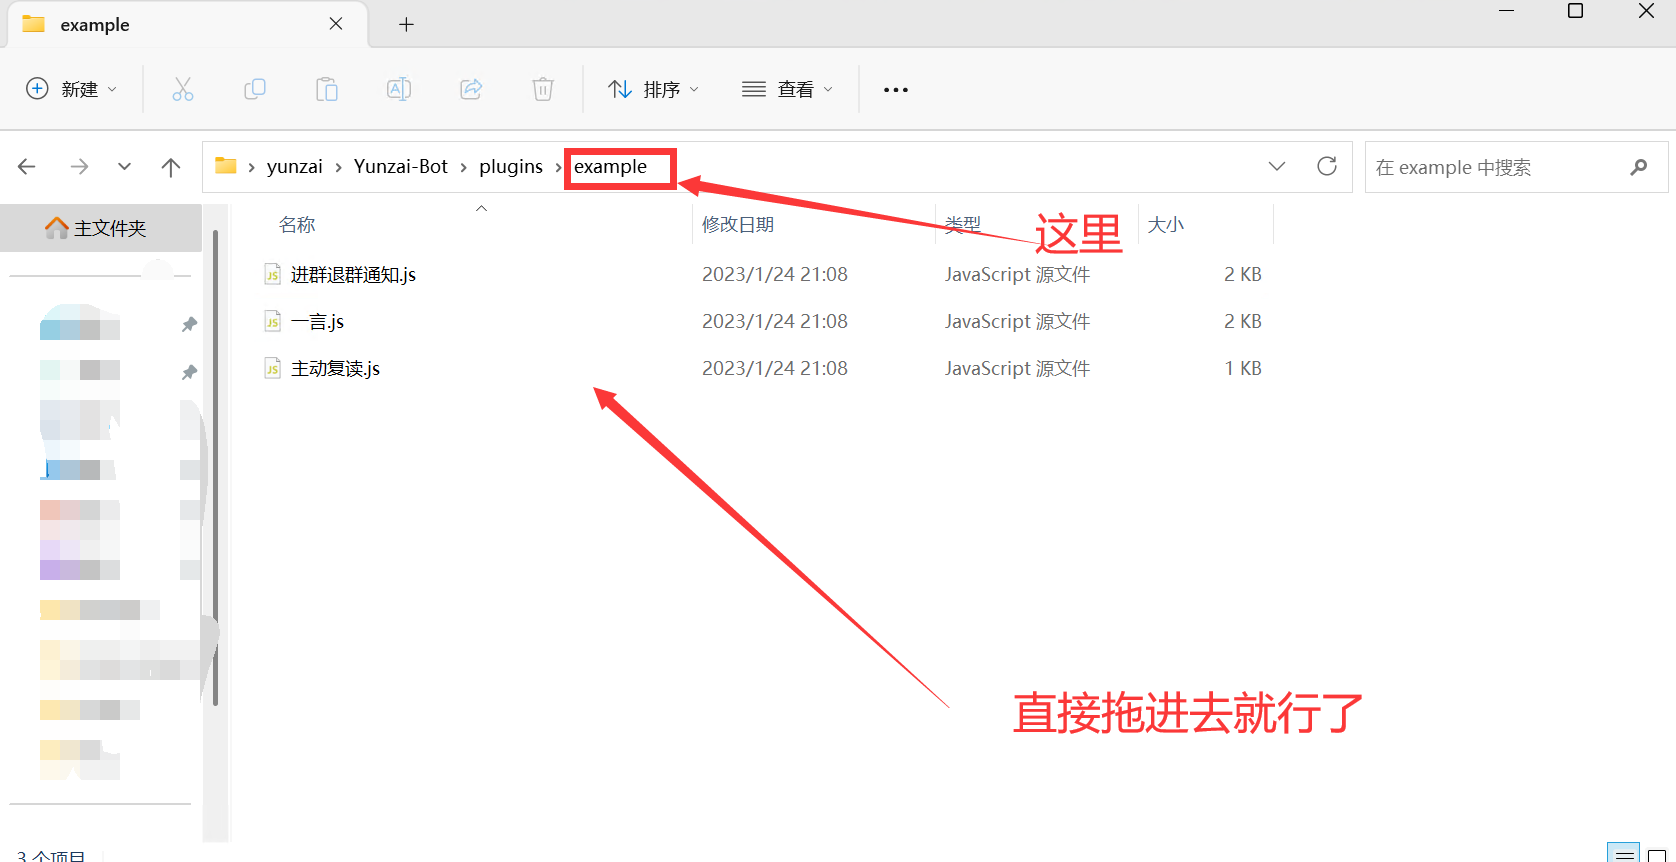 example
新建
排序
查看
yunzai › Yunzai-Bot › plugins › example
在 example 中搜索
主文件夹
名称 修改日期 类型 大小
这里
进群退群通知.js 2023/1/24 21:08 JavaScript 源文件 2 KB
一言.js 2023/1/24 21:08 JavaScript 源文件 2 KB
主动复读.js 2023/1/24 21:08 JavaScript 源文件 1 KB
直接拖进去就行了
3 个项目